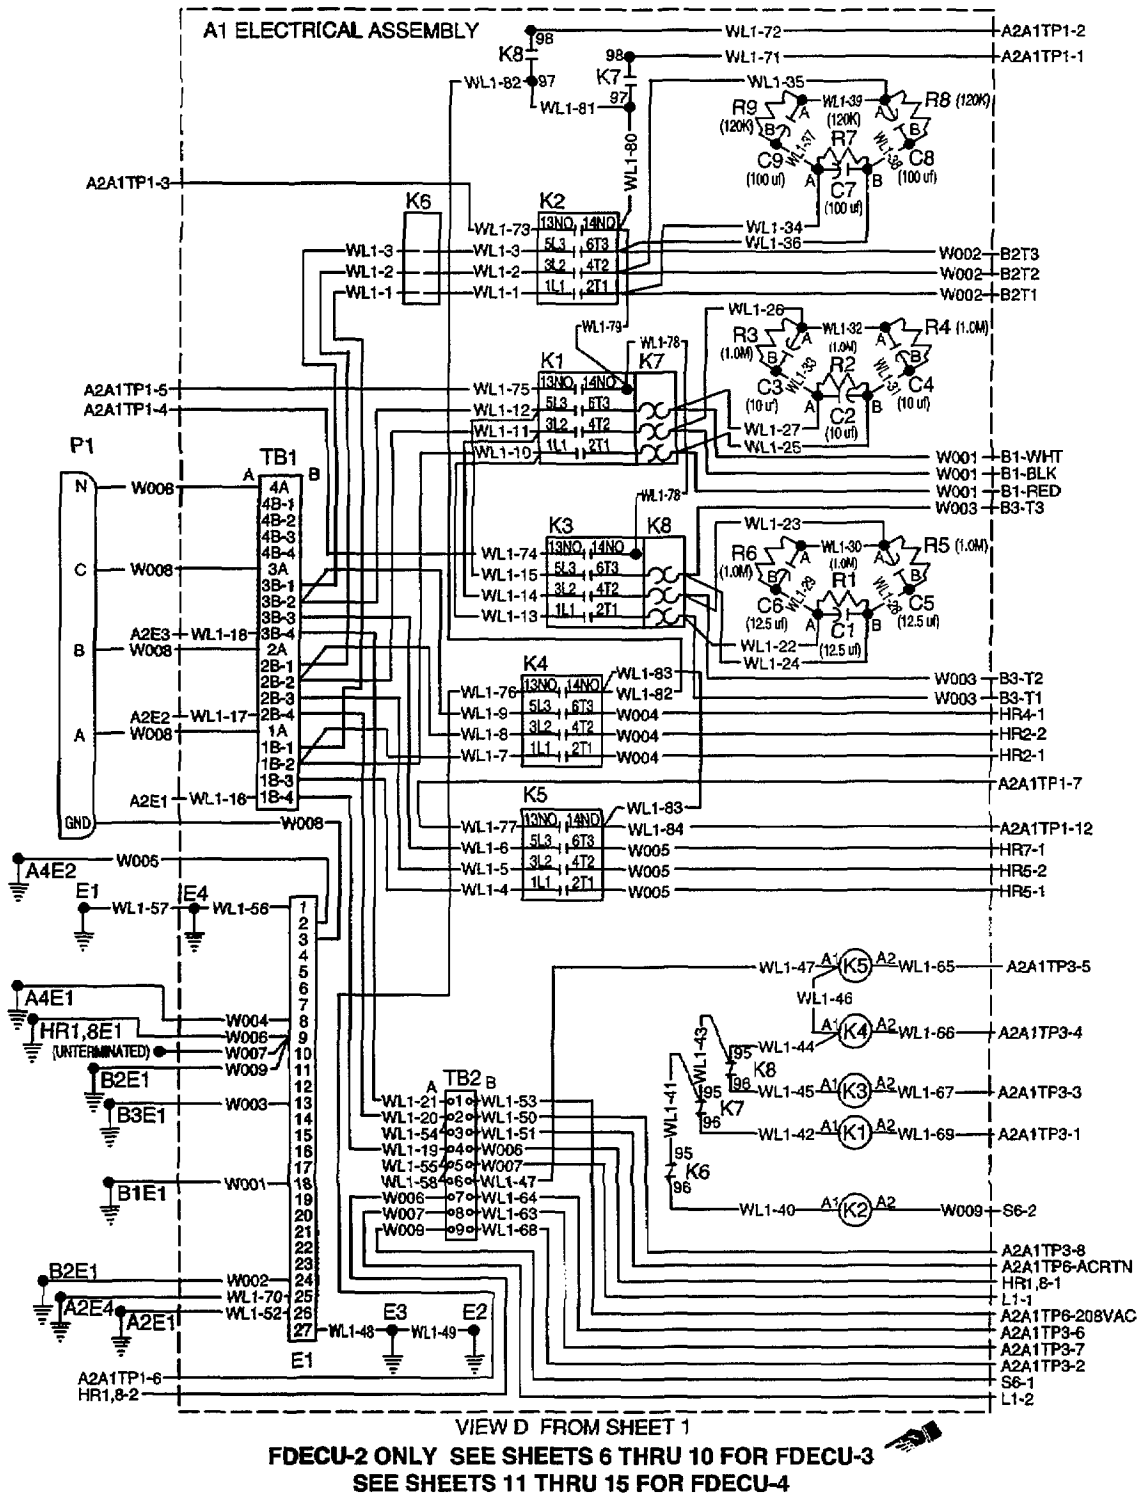 A1 ELECTRICAL ASSEMBLY
98
WL1-72
A2A1TP1-2
K8
98
WL1-71
A2A1TP1-1
WL1-82
97
K7
WL1-35
WL1-81
97
WL1-80
R9
(120K)
WL1-39
(120K)
R8 (120K)
A
A
B
B
R7
WL1-37
WL1-38
C9
(100 uf)
C8
(100 uf)
A
B
C7
(100 uf)
A2A1TP1-3
K6
K2
WL1-73
13NO
14NO
WL1-34
WL1-36
WL1-3
WL1-3
5L3
6T3
W002
B2T3
WL1-2
WL1-2
3L2
4T2
W002
B2T2
WL1-1
WL1-1
1L1
2T1
W002
B2T1
WL1-79
WL1-78
WL1-26
R3
(1.0M)
WL1-32
(1.0M)
R4 (1.0M)
A
A
B
B
R2
WL1-33
WL1-31
C3
(10 uf)
C4
(10 uf)
A
B
C2
(10 uf)
K1
K7
A2A1TP1-5
WL1-75
13NO
14NO
A2A1TP1-4
WL1-12
5L3
6T3
WL1-27
WL1-11
3L2
4T2
WL1-25
WL1-10
1L1
2T1
W001
B1-WHT
W001
B1-BLK
W001
B1-RED
W003
B3-T3
P1
TB1
A
B
N
W008
4A
4B-1
4B-2
4B-3
4B-4
C
W008
3A
3B-1
3B-2
3B-3
A2E3
WL1-18
3B-4
B
W008
2A
2B-1
2B-2
2B-3
A2E2
WL1-17
2B-4
A
W008
1A
1B-1
1B-2
1B-3
A2E1
WL1-16
1B-4
GND
W008
WL1-78
K3
K8
WL1-74
13NO
14NO
WL1-15
5L3
6T3
WL1-14
3L2
4T2
WL1-13
1L1
2T1
WL1-23
R6
(1.0M)
WL1-30
(1.0M)
R5 (1.0M)
A
A
B
B
R1
WL1-29
WL1-28
C6
(12.5 uf)
C5
(12.5 uf)
A
B
C1
(12.5 uf)
WL1-22
WL1-24
K4
WL1-83
W003
B3-T2
WL1-76
13NO
14NO
WL1-82
W003
B3-T1
WL1-9
5L3
6T3
W004
HR4-1
WL1-8
3L2
4T2
W004
HR2-2
WL1-7
1L1
2T1
W004
HR2-1
A2A1TP1-7
K5
WL1-83
WL1-77
13NO
14NO
WL1-84
A2A1TP1-12
WL1-6
5L3
6T3
W005
HR7-1
WL1-5
3L2
4T2
W005
HR5-2
WL1-4
1L1
2T1
W005
HR5-1
A4E2
W005
E1
WL1-57
E4
WL1-56
1
2
3
4
5
6
7
A4E1
W004
8
HR1,8E1
W006
9
(UNTERMINATED)
W007
10
B2E1
W009
11
12
B3E1
W003
13
14
15
16
17
B1E1
W001
18
19
20
21
22
23
B2E1
W002
24
A2E4
WL1-70
25
A2E1
WL1-52
26
27
WL1-48
E3
WL1-49
E2
E1
A2A1TP1-6
HR1,8-2
A
TB2
B
WL1-21
1
WL1-53
WL1-20
2
WL1-50
WL1-54
3
WL1-51
WL1-19
4
W006
WL1-55
5
W007
WL1-58
6
WL1-47
W006
7
WL1-64
W007
8
WL1-63
W009
9
WL1-68
WL1-47
A1
K5
A2
WL1-65
A2A1TP3-5
WL1-46
WL1-44
A1
K4
A2
WL1-66
A2A1TP3-4
WL1-43
95
K8
96
WL1-45
A1
K3
A2
WL1-67
A2A1TP3-3
WL1-41
95
K7
96
WL1-42
A1
K1
A2
WL1-69
A2A1TP3-1
95
K6
96
WL1-40
A1
K2
A2
W009
S6-2
A2A1TP3-8
A2A1TP6-ACRTN
HR1,8-1
L1-1
A2A1TP6-208VAC
A2A1TP3-6
A2A1TP3-7
A2A1TP3-2
S6-1
L1-2
VIEW D FROM SHEET 1
FDECU-2 ONLY SEE SHEETS 6 THRU 10 FOR FDECU-3
SEE SHEETS 11 THRU 15 FOR FDECU-4